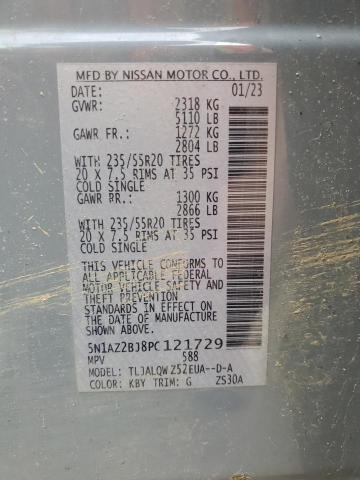 MFD BY NISSAN MOTOR CO., LTD.
DATE: 01/23
GVWR: 2318 KG
5110 LB
GAWR FR.: 1272 KG
2804 LB
WITH 235/55R20 TIRES
20 X 7.5 RIMS AT 35 PSI
COLD SINGLE
GAWR RR.: 1300 KG
2866 LB
WITH 235/55R20 TIRES
20 X 7.5 RIMS AT 35 PSI
COLD SINGLE
THIS VEHICLE CONFORMS TO
ALL APPLICABLE FEDERAL
MOTOR VEHICLE SAFETY AND
THEFT PREVENTION
STANDARDS IN EFFECT ON
THE DATE OF MANUFACTURE
SHOWN ABOVE.
5N1AZ2BJ8PC121729
MPV 588
MODEL: TLJALQW Z52EUA--D-A
COLOR: KBY TRIM: G ZS30A